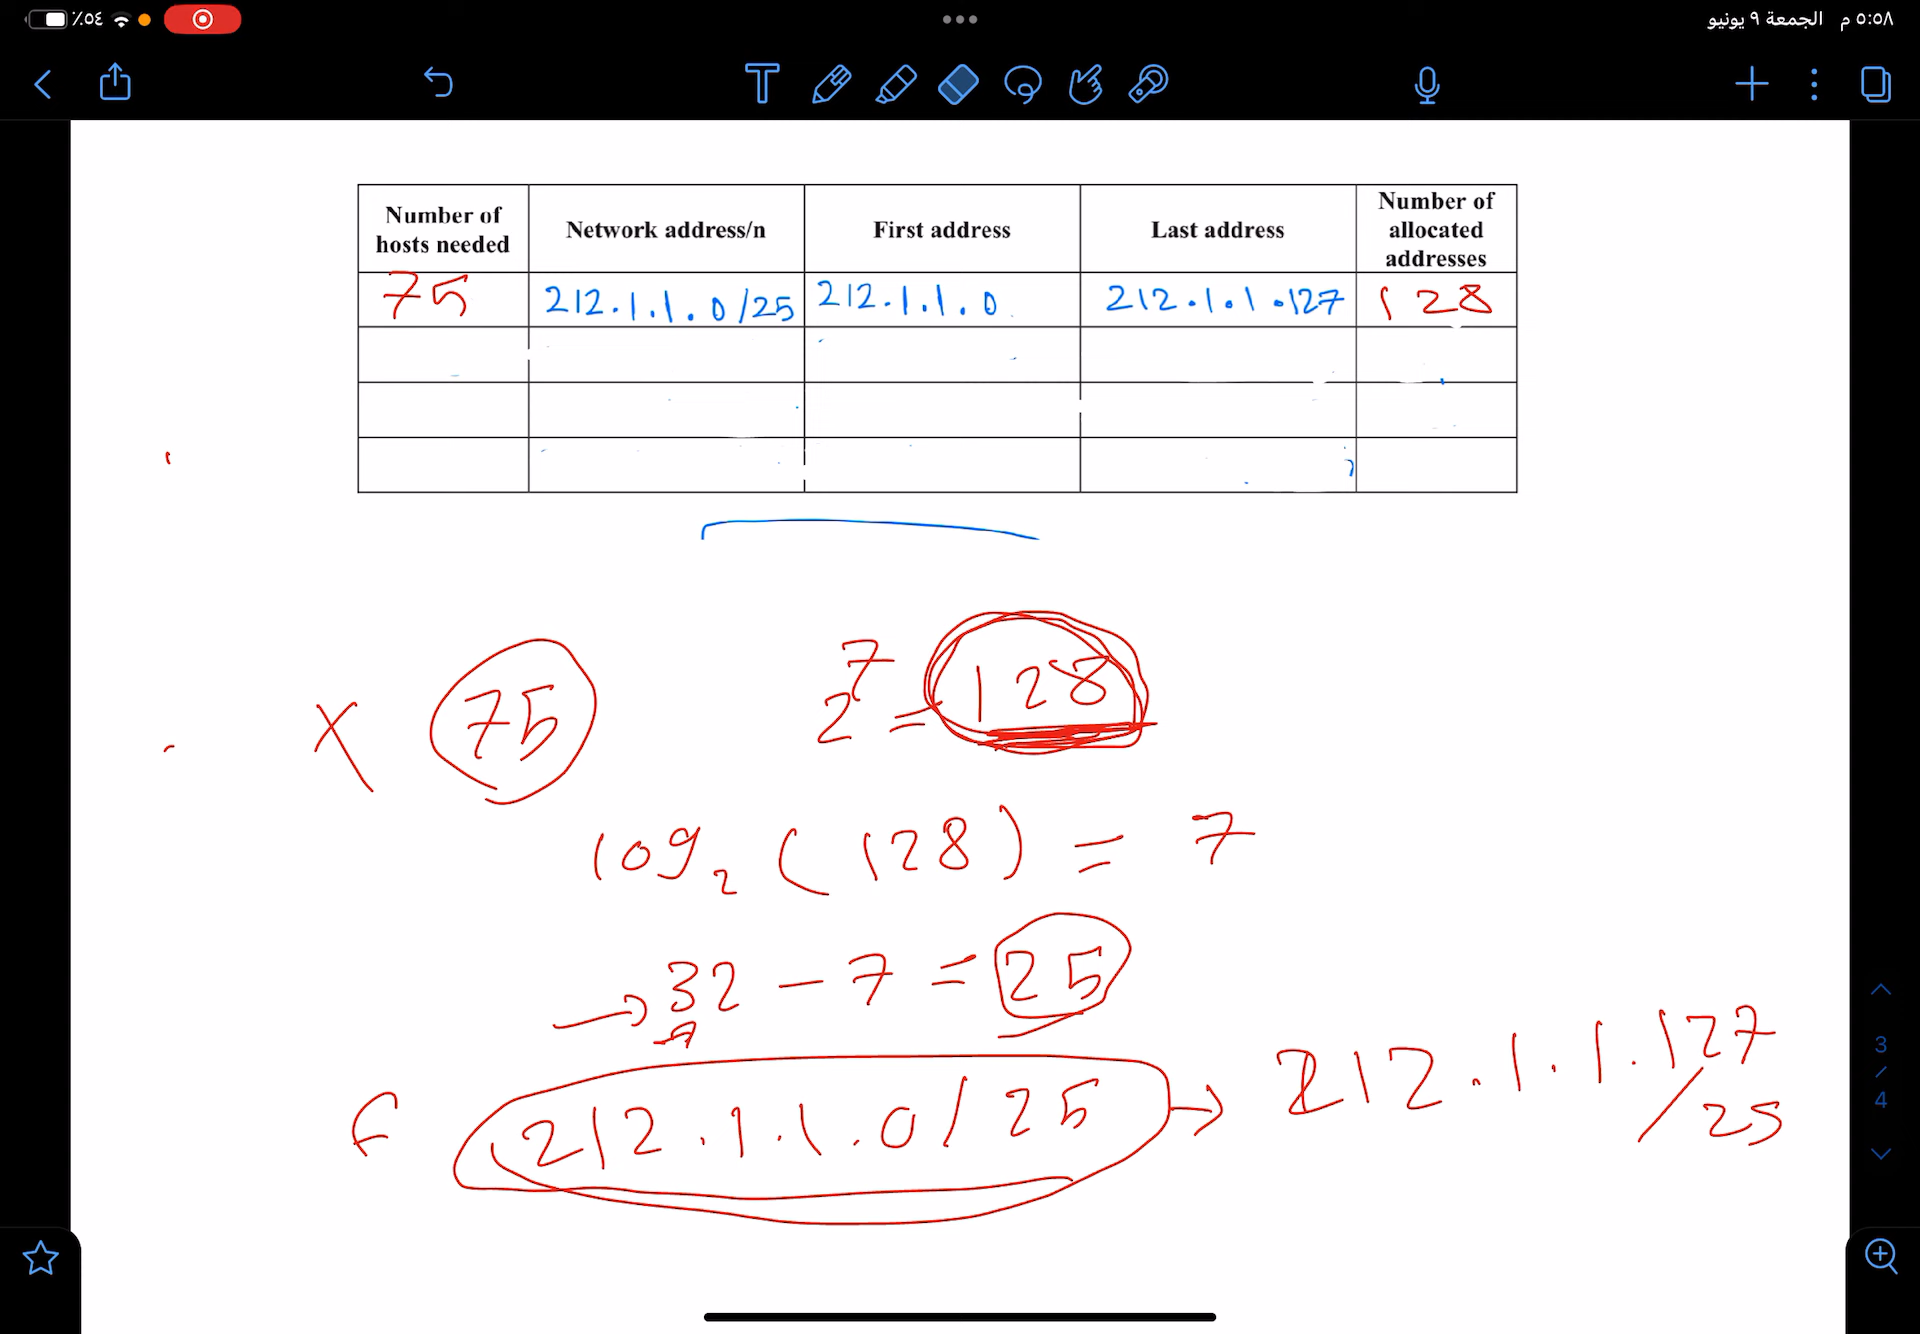 ٪٥٤
٥:٥٨ م الجمعة ٩ يونيو
Number of hosts needed Network address/n First address Last address Number of allocated addresses
75 212.1.1.0/25 212.1.1.0 212.1.1.127 128
X 75 2^7 = 128
log2 (128) = 7
32 - 7 = 25
212.1.1.0/25 → 212.1.1.127/25
3/4